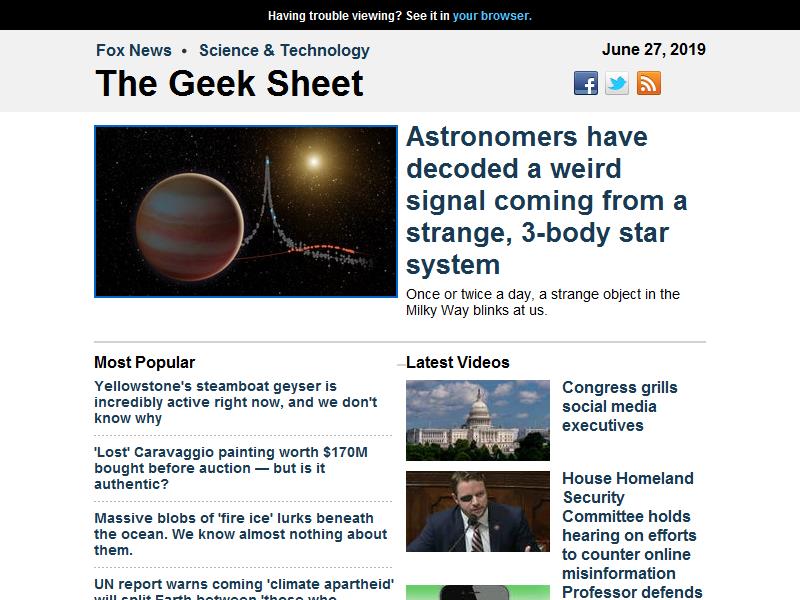 Having trouble viewing? See it in your browser.
Fox News • Science & Technology
June 27, 2019
The Geek Sheet
Astronomers have
decoded a weird
signal coming from a
strange, 3-body star
system
Once or twice a day, a strange object in the
Milky Way blinks at us.
Most Popular
Yellowstone's steamboat geyser is
incredibly active right now, and we don't
know why
'Lost' Caravaggio painting worth $170M
bought before auction — but is it
authentic?
Massive blobs of 'fire ice' lurks beneath
the ocean. We know almost nothing about
them.
UN report warns coming 'climate apartheid'
will split Earth between 'those who
Latest Videos
Congress grills
social media
executives
House Homeland
Security
Committee holds
hearing on efforts
to counter online
misinformation
Professor defends